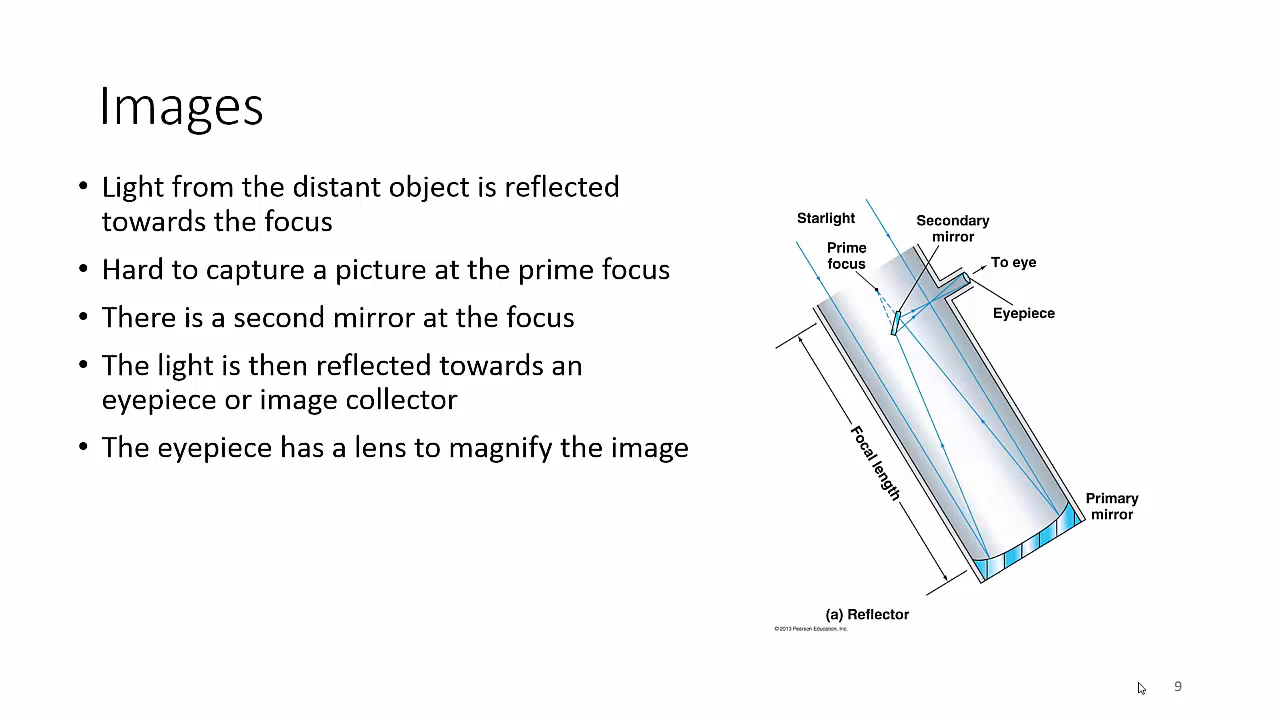 Images
• Light from the distant object is reflected
towards the focus
• Hard to capture a picture at the prime focus
• There is a second mirror at the focus
• The light is then reflected towards an
eyepiece or image collector
• The eyepiece has a lens to magnify the image
Starlight
Prime
focus
Secondary
mirror
To eye
Eyepiece
Focal length
Primary
mirror
(a) Reflector
© 2013 Pearson Education, Inc.
9